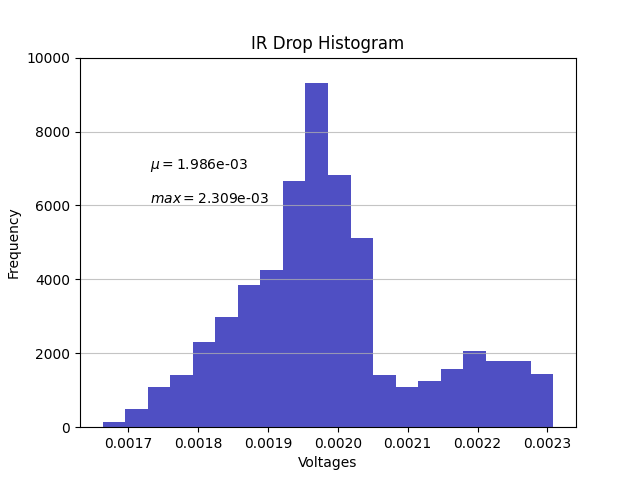 IR Drop Histogram
10000
8000
6000
4000
2000
0
Frequency
μ = 1.986e-03
max = 2.309e-03
0.0017 0.0018 0.0019 0.0020 0.0021 0.0022 0.0023
Voltages